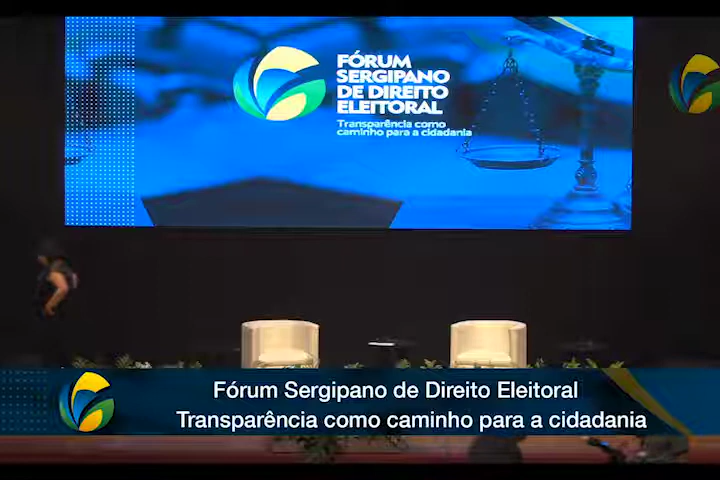 FÓRUM
SERGIPANO
DE DIREITO
ELEITORAL
Transparência como
caminho para a cidadania
Fórum Sergipano de Direito Eleitoral
Transparência como caminho para a cidadania